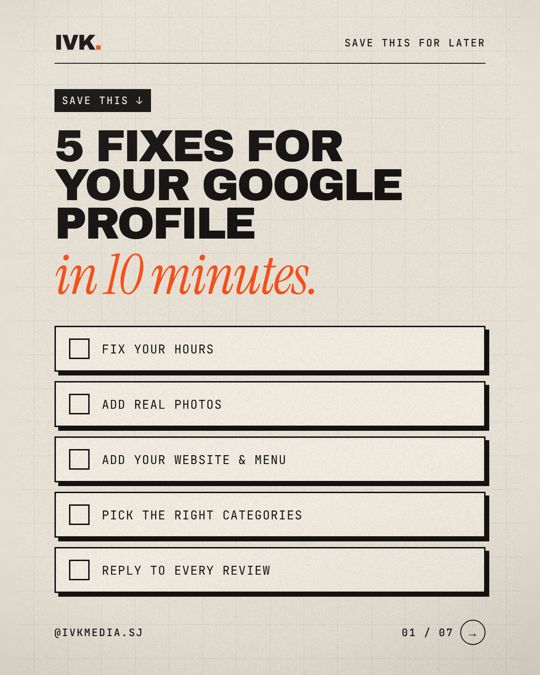 IVK.
SAVE THIS FOR LATER
SAVE THIS ↓
5 FIXES FOR
YOUR GOOGLE
PROFILE
in 10 minutes.
FIX YOUR HOURS
ADD REAL PHOTOS
ADD YOUR WEBSITE & MENU
PICK THE RIGHT CATEGORIES
REPLY TO EVERY REVIEW
@IVKMEDIA.SJ
01 / 07 →